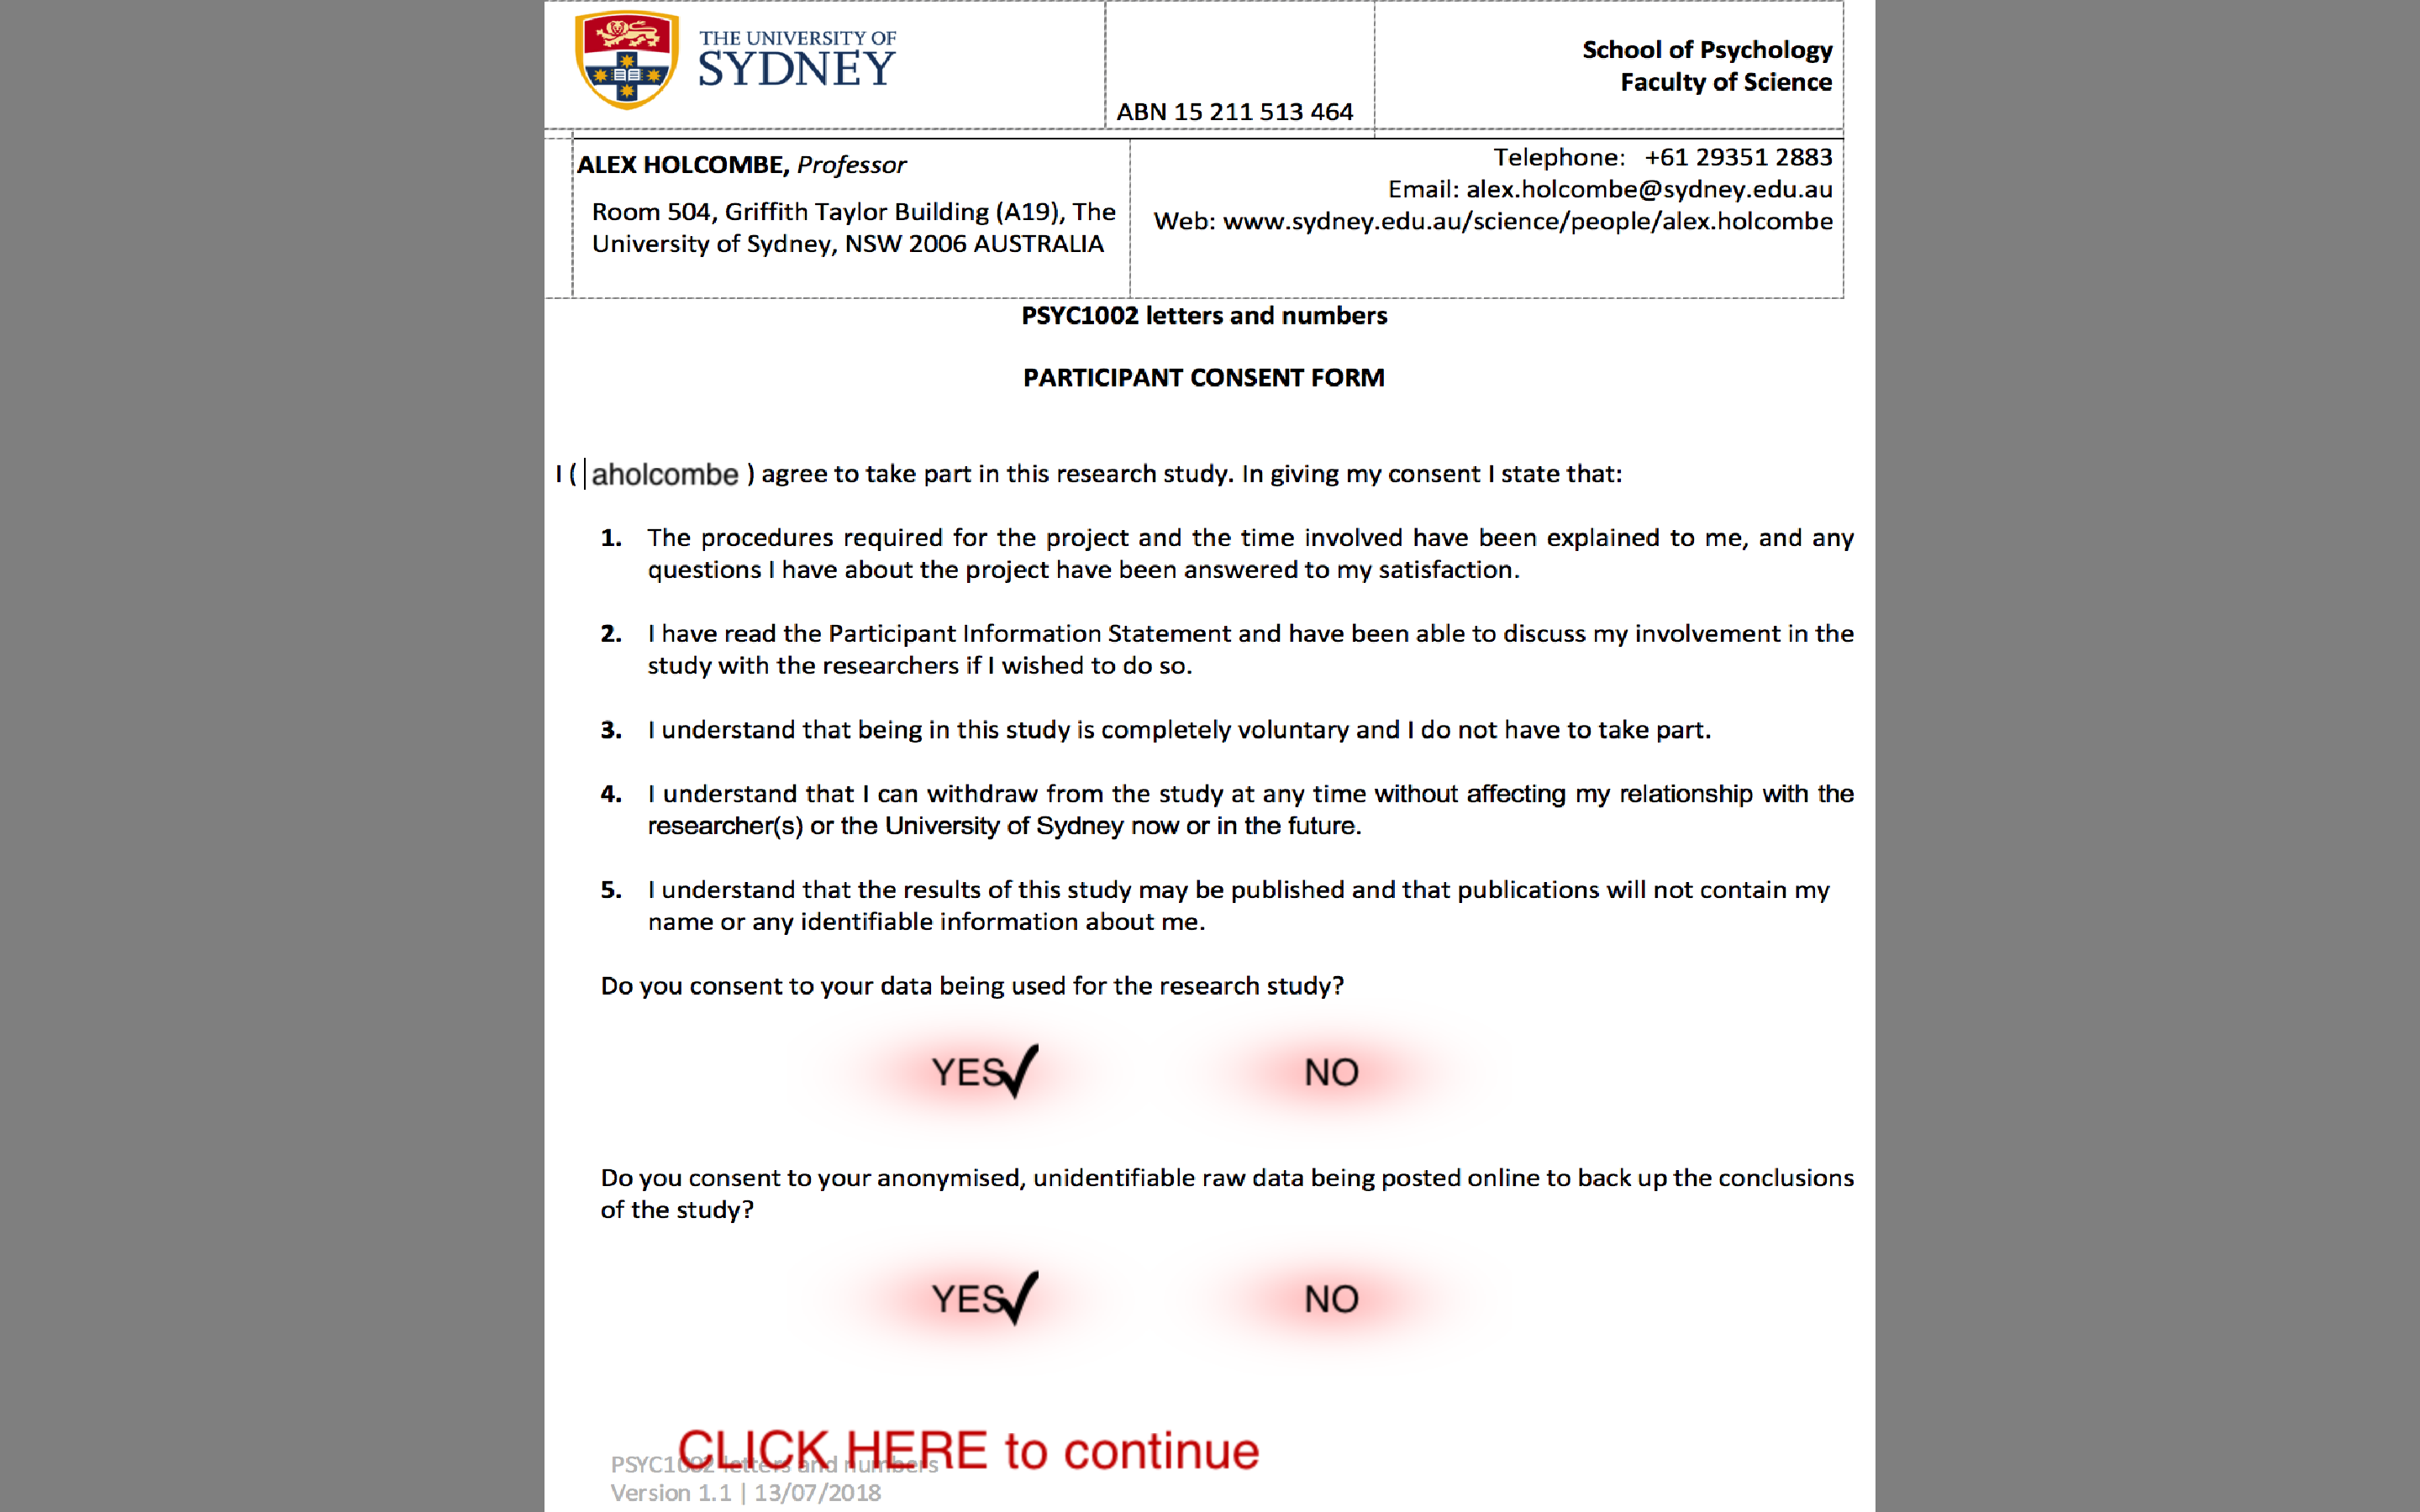 THE UNIVERSITY OF
SYDNEY
ABN 15 211 513 464
School of Psychology
Faculty of Science
ALEX HOLCOMBE, Professor
Room 504, Griffith Taylor Building (A19), The
University of Sydney, NSW 2006 AUSTRALIA
Telephone: +61 29351 2883
Email: alex.holcombe@sydney.edu.au
Web: www.sydney.edu.au/science/people/alex.holcombe
PSYC1002 letters and numbers
PARTICIPANT CONSENT FORM
I ( aholcombe ) agree to take part in this research study. In giving my consent I state that:
1. The procedures required for the project and the time involved have been explained to me, and any
questions I have about the project have been answered to my satisfaction.
2. I have read the Participant Information Statement and have been able to discuss my involvement in the
study with the researchers if I wished to do so.
3. I understand that being in this study is completely voluntary and I do not have to take part.
4. I understand that I can withdraw from the study at any time without affecting my relationship with the
researcher(s) or the University of Sydney now or in the future.
5. I understand that the results of this study may be published and that publications will not contain my
name or any identifiable information about me.
Do you consent to your data being used for the research study?
YES✓ NO
Do you consent to your anonymised, unidentifiable raw data being posted online to back up the conclusions
of the study?
YES✓ NO
CLICK HERE to continue
PSYC1002 letters and numbers
Version 1.1 | 13/07/2018